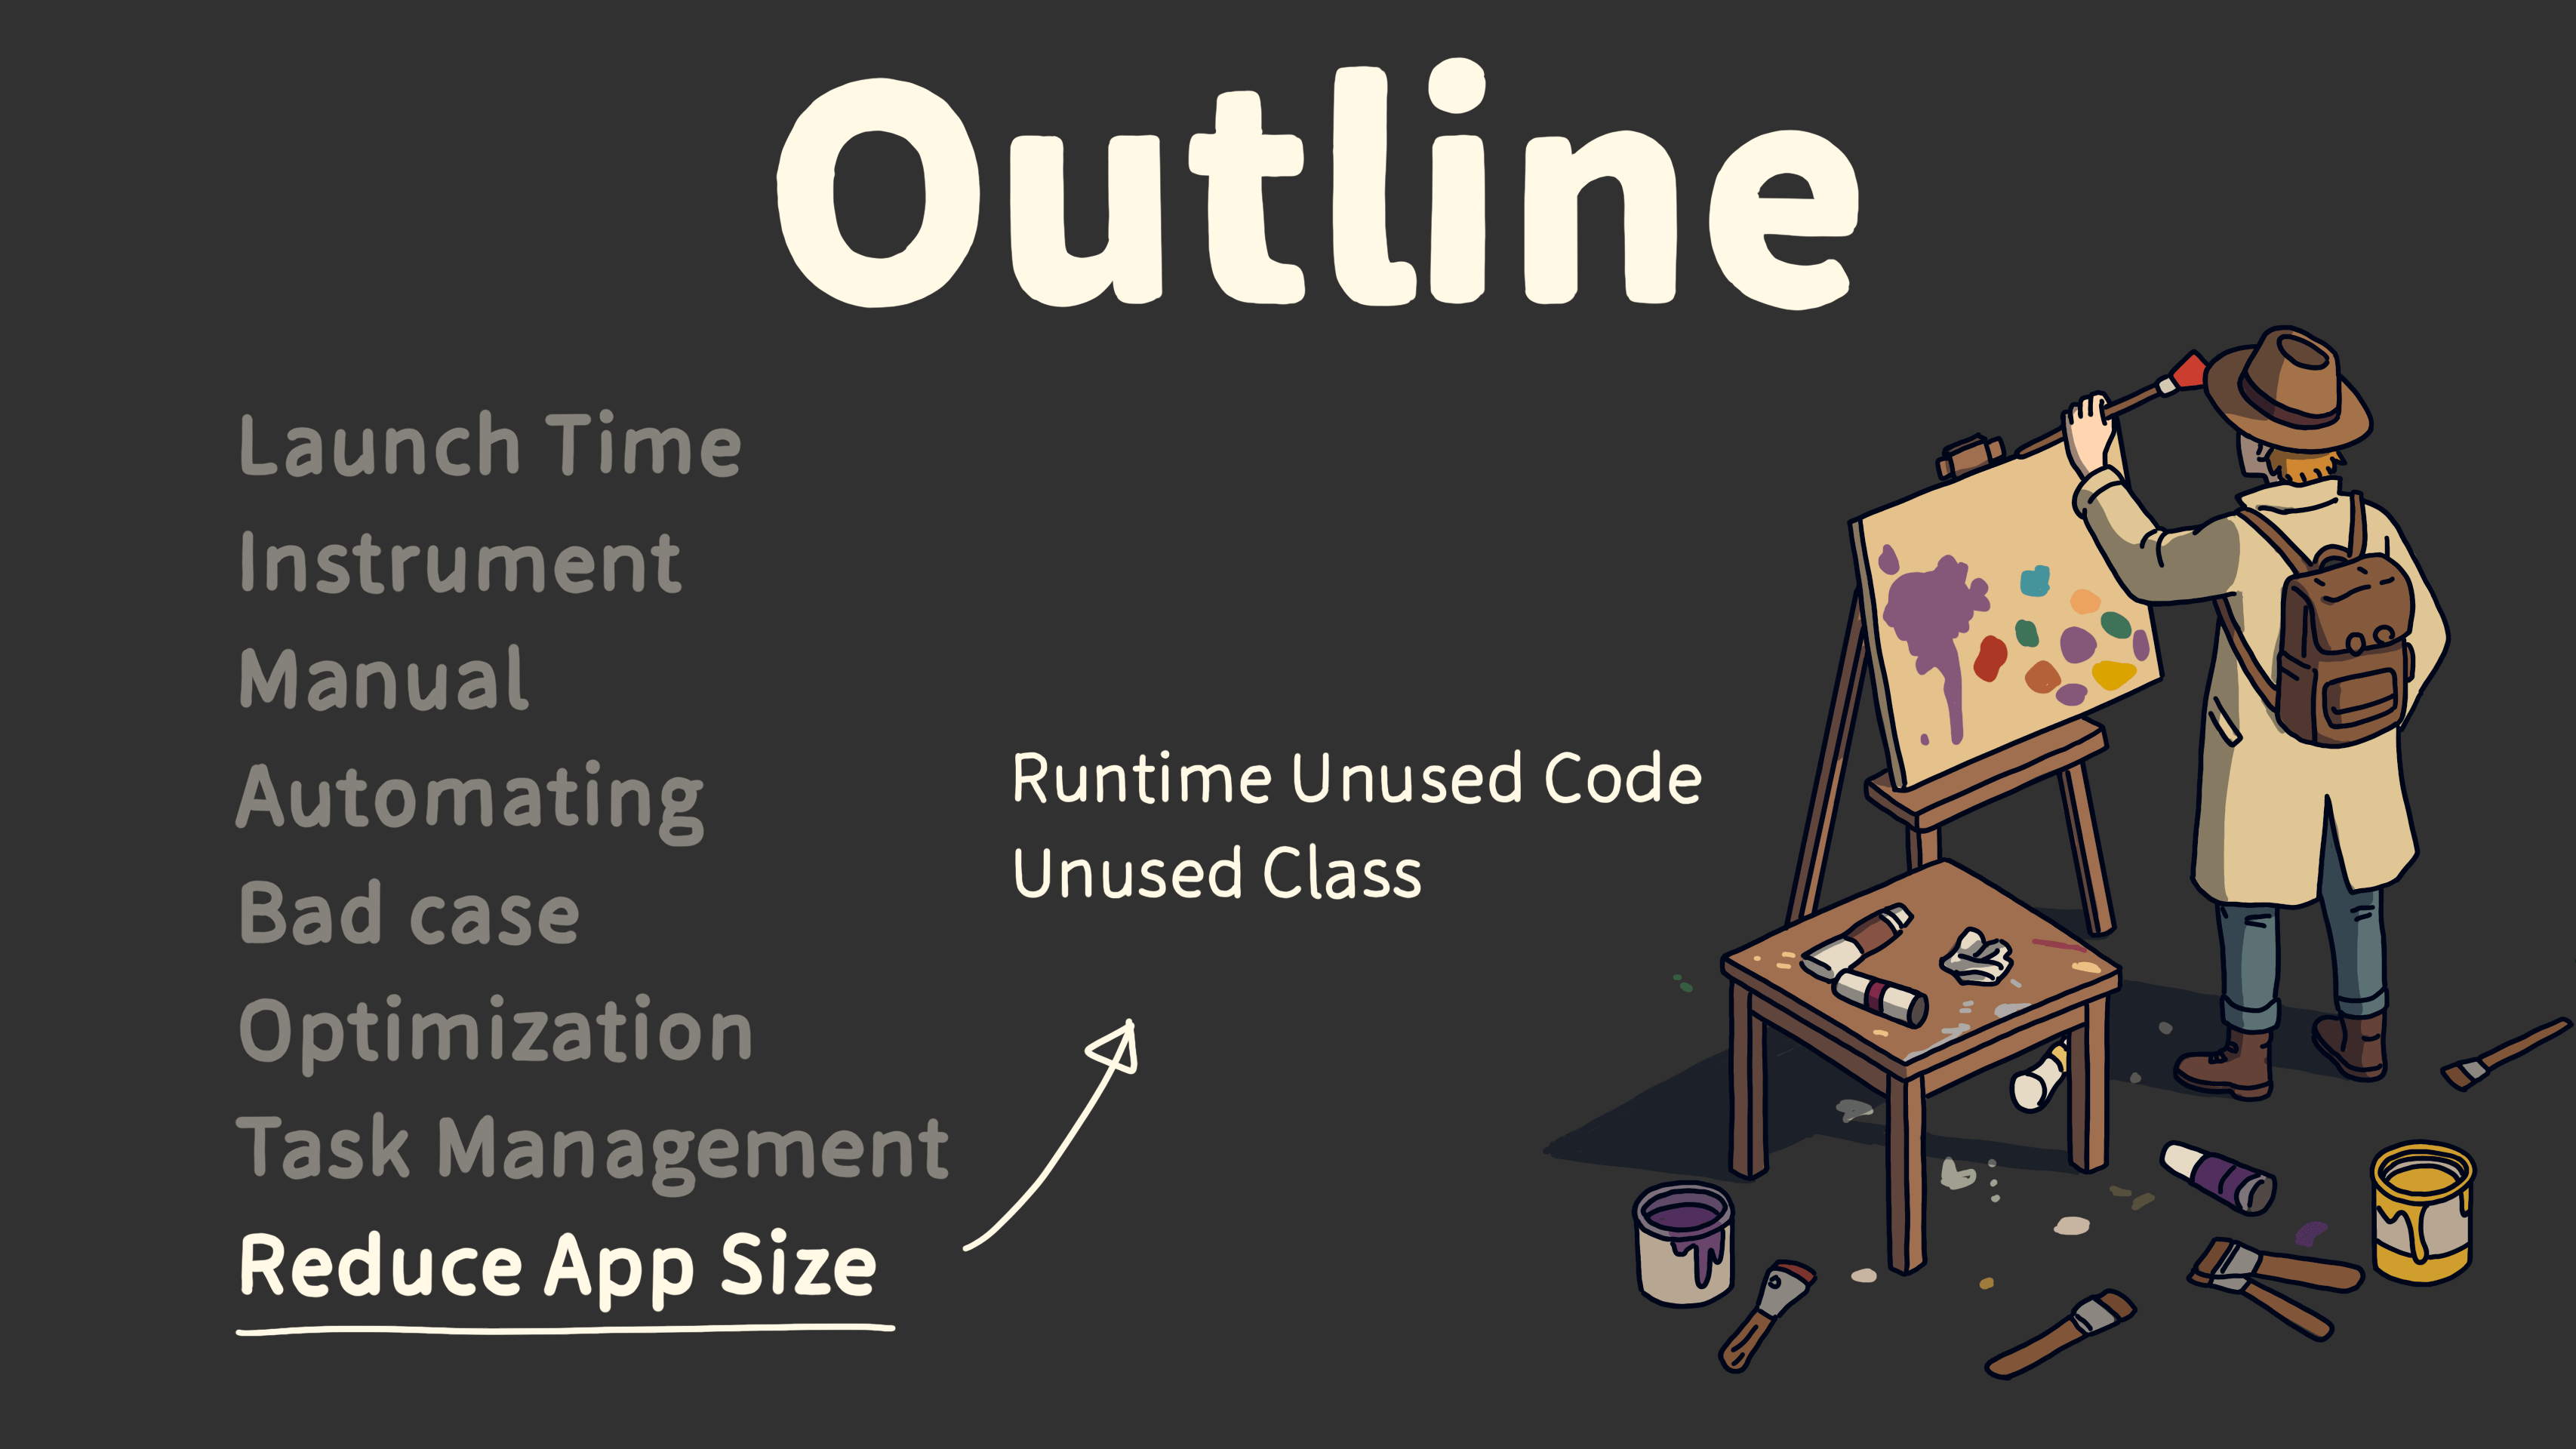 Outline
Launch Time
Instrument
Manual
Automating
Bad case
Optimization
Task Management
Reduce App Size
Runtime Unused Code
Unused Class